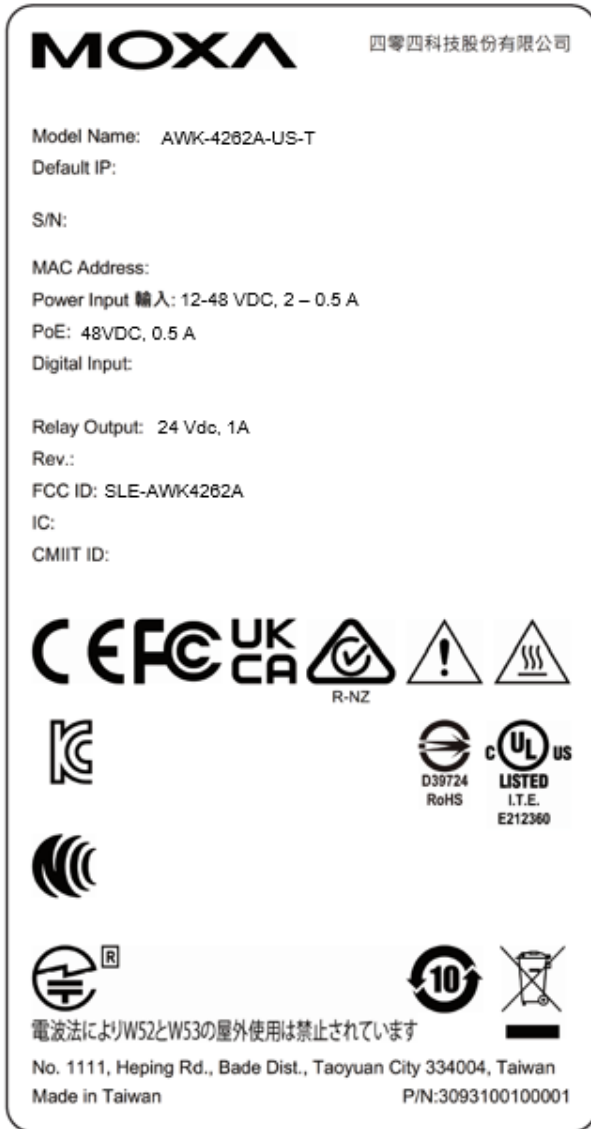 MOXA 四零四科技股份有限公司
Model Name: AWK-4262A-US-T
Default IP:
S/N:
MAC Address:
Power Input 輸入: 12-48 VDC, 2 – 0.5 A
PoE: 48VDC, 0.5 A
Digital Input:
Relay Output: 24 Vdc, 1A
Rev.:
FCC ID: SLE-AWK4262A
IC:
CMIIT ID:
CE FC UK CA
R-NZ
D39724
RoHS
C UL US
LISTED
I.T.E.
E212360
R
10
電波法によりW52とW53の屋外使用は禁止されています
No. 1111, Heping Rd., Bade Dist., Taoyuan City 334004, Taiwan
Made in Taiwan P/N:3093100100001